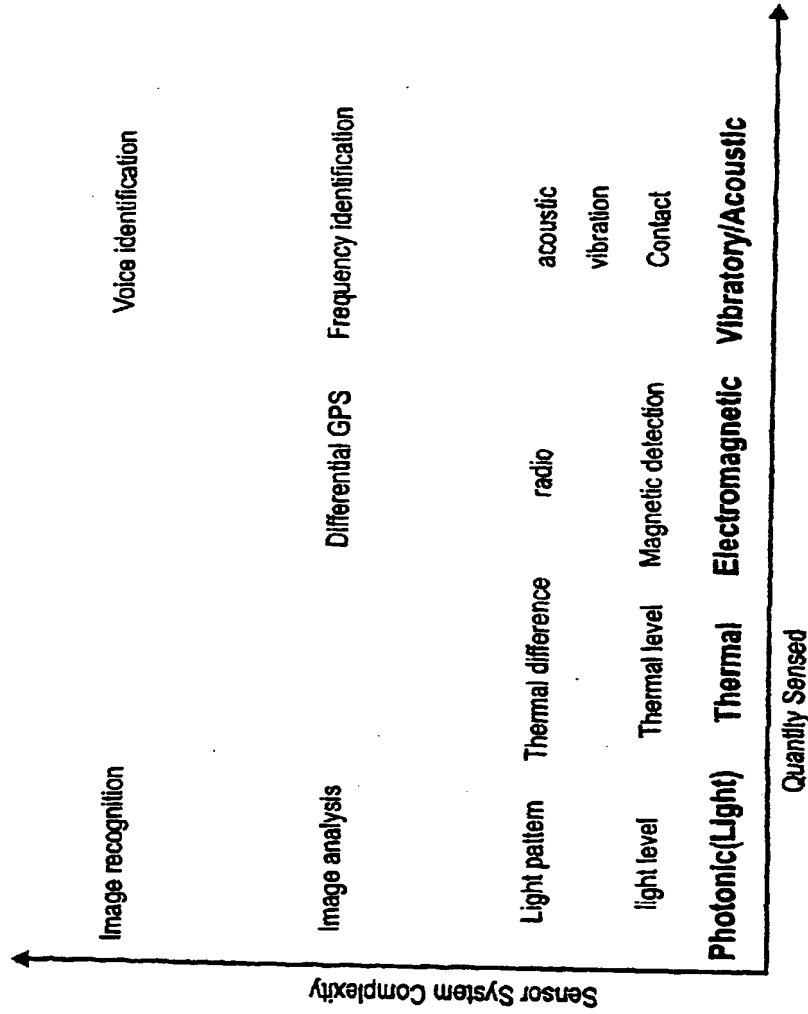 Sensor System Complexity
Image recognition
Voice identification
Image analysis
Differential GPS
Frequency identification
Light pattern
Thermal difference
radio
acoustic
vibration
light level
Thermal level
Magnetic detection
Contact
Photonic(Light)
Thermal
Electromagnetic
Vibratory/Acoustic
Quantity Sensed